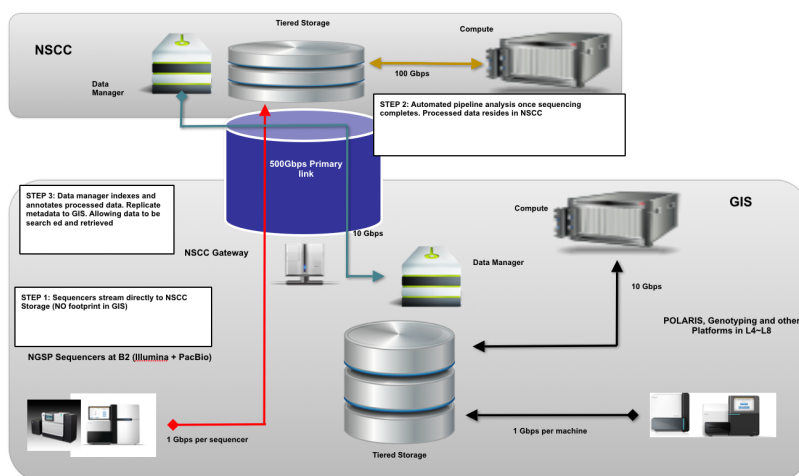 Tiered Storage
Compute
NSCC
Data
Manager
100 Gbps
STEP 2: Automated pipeline analysis once sequencing
completes. Processed data resides in NSCC
500Gbps Primary
link
STEP 3: Data manager indexes and
annotates processed data. Replicate
metadata to GIS. Allowing data to be
search ed and retrieved
GIS
Compute
10 Gbps
NSCC Gateway
Data Manager
10 Gbps
STEP 1: Sequencers stream directly to NSCC
Storage (NO footprint in GIS)
POLARIS, Genotyping and other
Platforms in L4~L8
NGSP Sequencers at B2 (Illumina + PacBio)
1 Gbps per sequencer
1 Gbps per machine
Tiered Storage